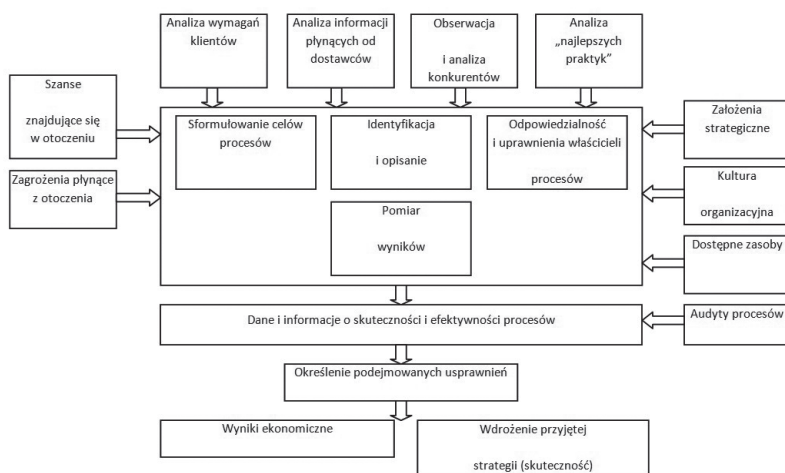 Analiza wymagań
klientów
Analiza informacji
płynących od
dostawców
Obserwacja
i analiza
konkurentów
Analiza
„najlepszych
praktyk”
Szanse
znajdujące się
w otoczeniu
Zagrożenia płynące
z otoczenia
Sformułowanie celów
procesów
Identyfikacja
i opisanie
Odpowiedzialność
i uprawnienia właścicieli
procesów
Pomiar
wyników
Założenia
strategiczne
Kultura
organizacyjna
Dostępne zasoby
Dane i informacje o skuteczności i efektywności procesów
Audyty procesów
Określenie podejmowanych usprawnień
Wyniki ekonomiczne
Wdrożenie przyjętej
strategii (skuteczność)